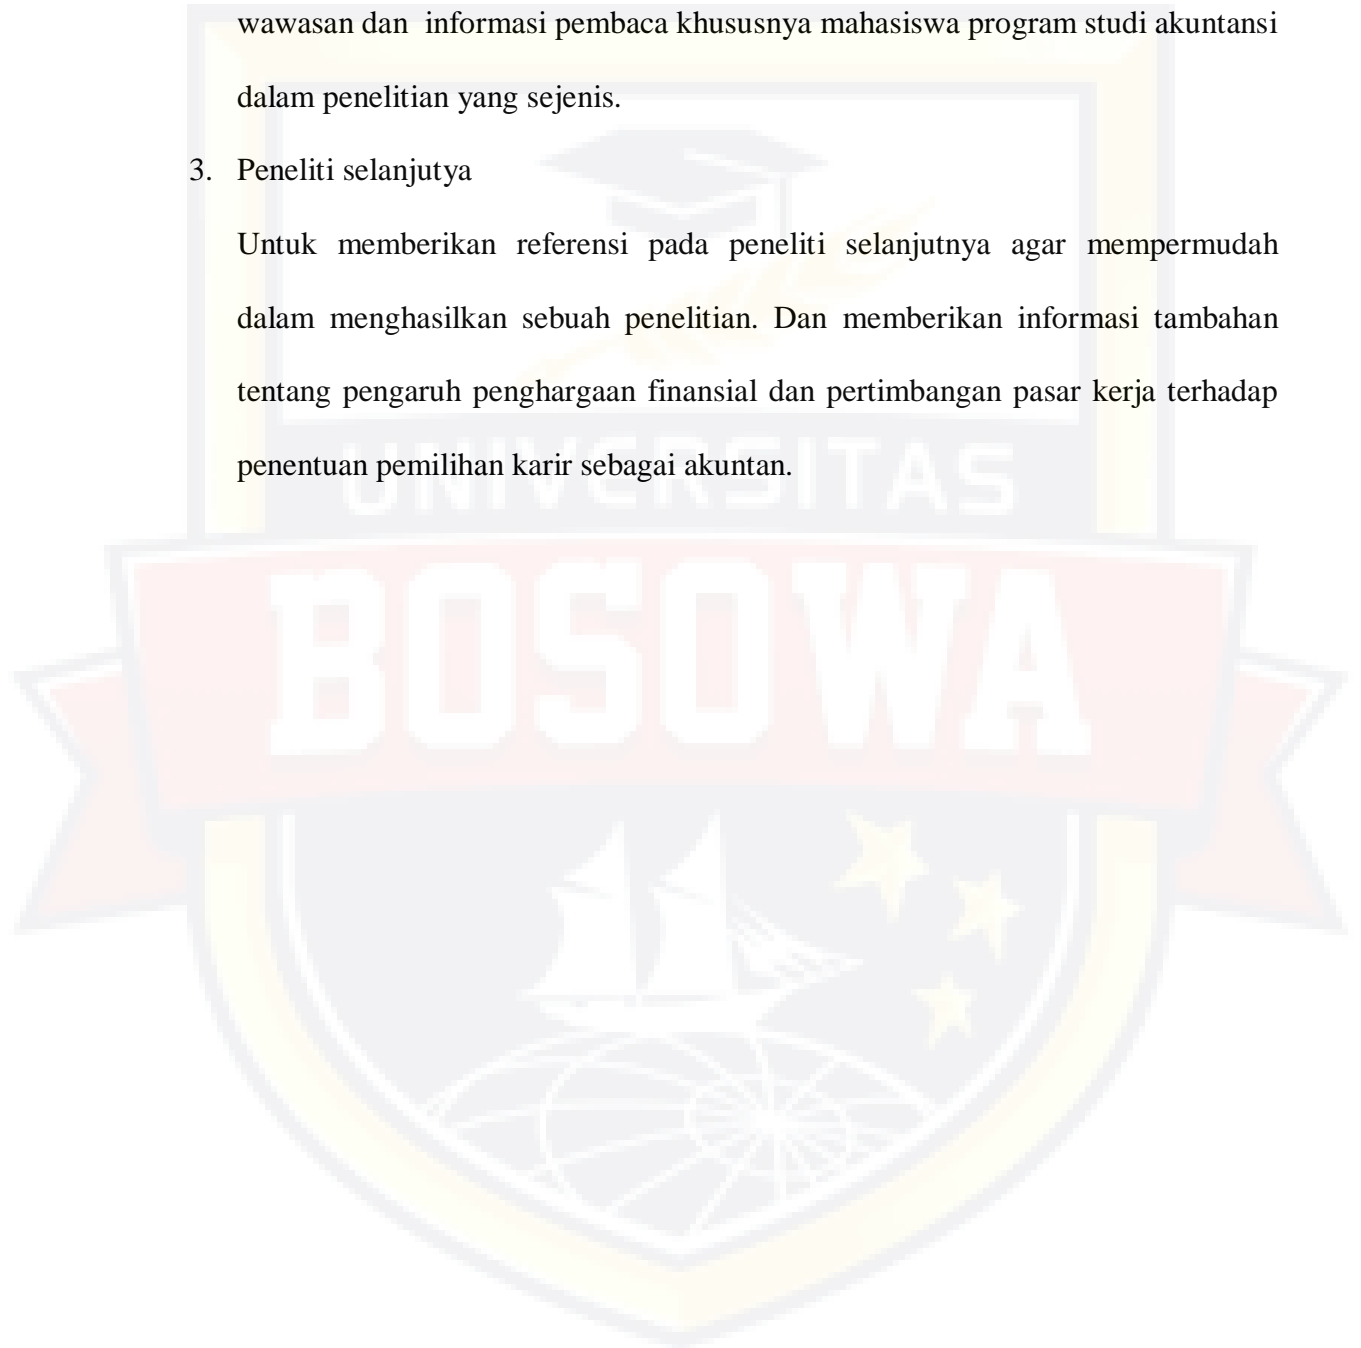 wawasan dan informasi pembaca khususnya mahasiswa program studi akuntansi
dalam penelitian yang sejenis.
3. Peneliti selanjutya
Untuk memberikan referensi pada peneliti selanjutnya agar mempermudah
dalam menghasilkan sebuah penelitian. Dan memberikan informasi tambahan
tentang pengaruh penghargaan finansial dan pertimbangan pasar kerja terhadap
penentuan pemilihan karir sebagai akuntan.
UNIVERSITAS
BOSOWA